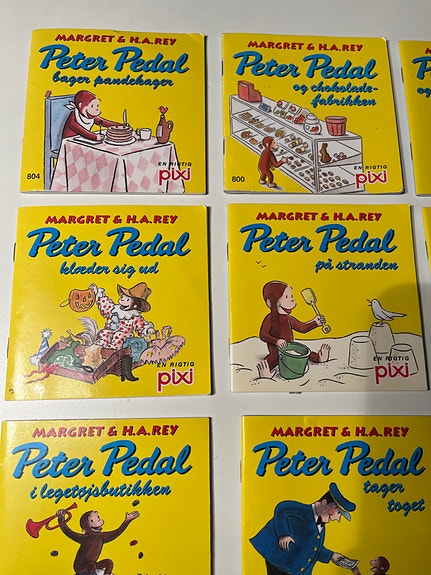 MARGRET & H.A.REY
Peter Pedal
bager pandekager
804
EN RIGTIG
pixi
MARGRET & H.A.REY
Peter Pedal
og chokolade-
fabrikken
800
EN RIGTIG
pixi
MARGRET & H.A.REY
Peter Pedal
klæder sig ud
EN RIGTIG
pixi
MARGRET & H.A.REY
Peter Pedal
på stranden
EN RIGTIG
pixi
MARGRET & H.A.REY
Peter Pedal
i legetøjsbutikken
MARGRET & H.A.REY
Peter Pedal
tager
toget